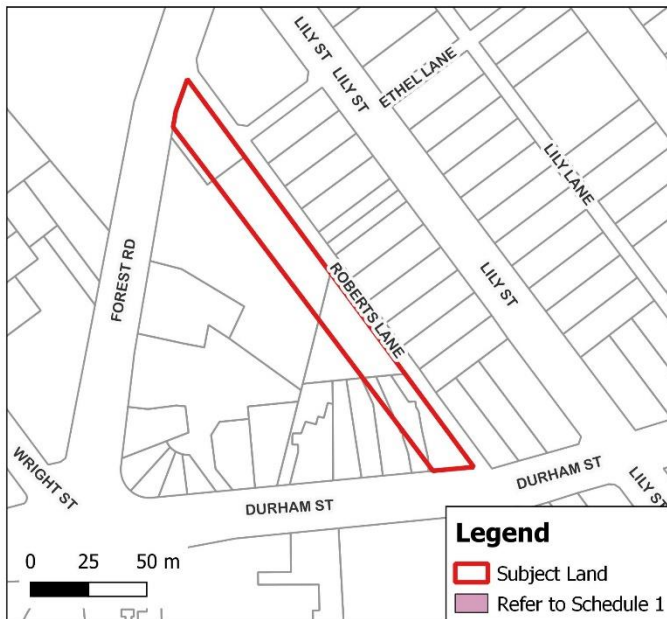 LILY ST
LILY ST
ETHEL LANE
LILY LANE
FOREST RD
ROBERTS LANE
LILY ST
WRIGHT ST
DURHAM ST
DURHAM ST
LILY ST
0 25 50 m
Legend
Subject Land
Refer to Schedule 1